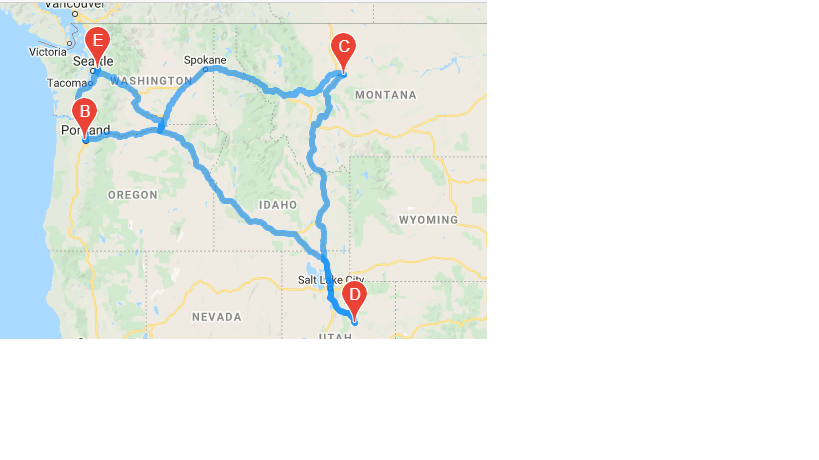 Vancouver
Victoria
E
Seattle
Spokane
C
Tacoma
WASHINGTON
MONTANA
B
Portland
OREGON
IDAHO
WYOMING
Salt Lake City
D
NEVADA
UTAH